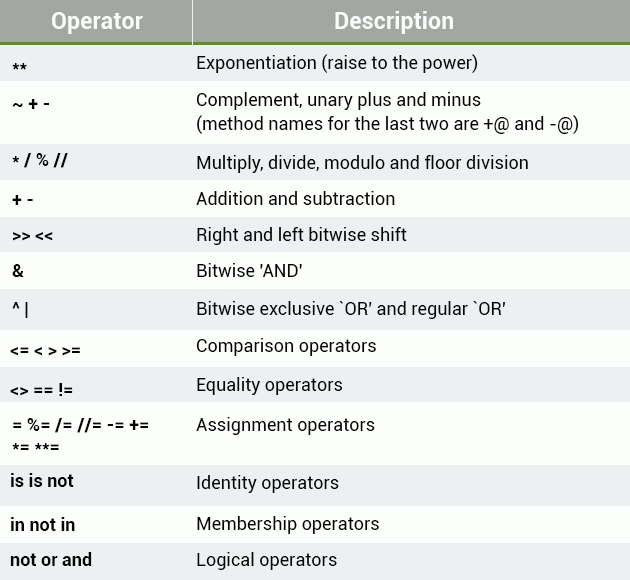 Operator Description
** Exponentiation (raise to the power)
~ + - Complement, unary plus and minus
(method names for the last two are +@ and -@)
* / % // Multiply, divide, modulo and floor division
+ - Addition and subtraction
>> << Right and left bitwise shift
& Bitwise 'AND'
^ | Bitwise exclusive `OR' and regular `OR'
<= < > >= Comparison operators
<> == != Equality operators
= %= /= //= -= += Assignment operators
*= **=
is is not Identity operators
in not in Membership operators
not or and Logical operators